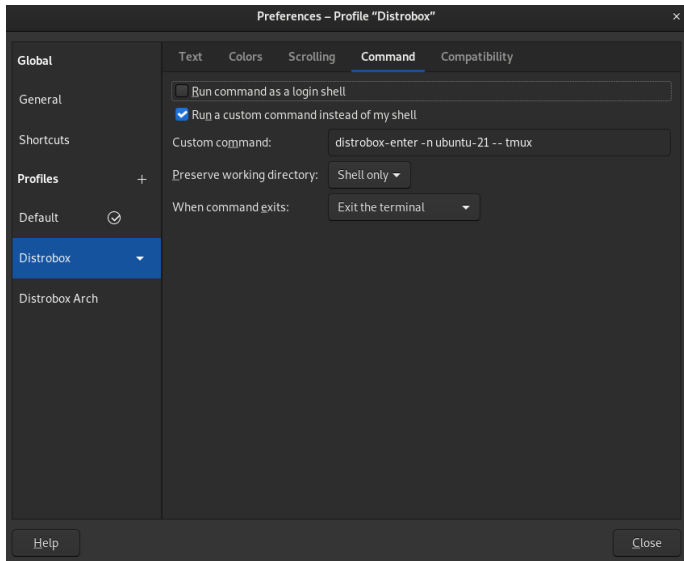 Preferences – Profile “Distrobox”
×
Global
General
Shortcuts
Profiles +
Default
Distrobox
Distrobox Arch
Text Colors Scrolling Command Compatibility
Run command as a login shell
Run a custom command instead of my shell
Custom command: distrobox-enter -n ubuntu-21 -- tmux
Preserve working directory: Shell only
When command exits: Exit the terminal
Help
Close